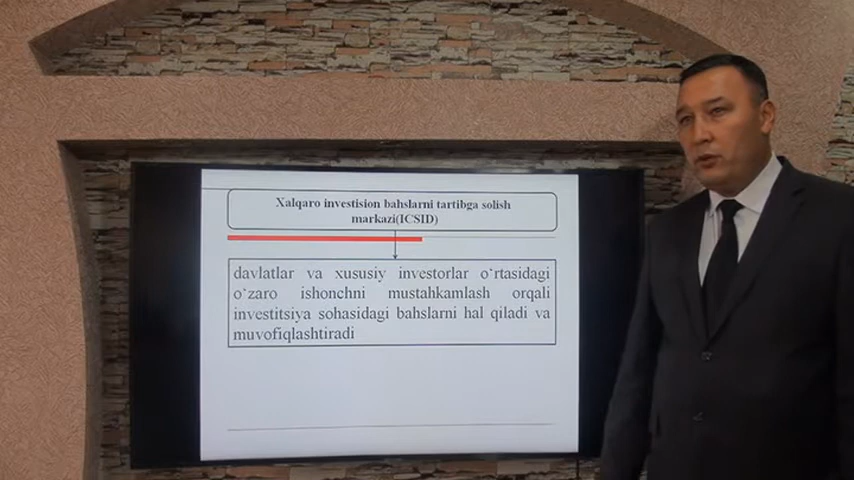 Xalqaro investision bahslarni tartibga solish
markazi(ICSID)
davlatlar va xususiy investorlar o`rtasidagi
o`zaro ishonchni mustahkamlash orqali
investitsiya sohasidagi bahslarni hal qiladi va
muvofiqlashtiradi